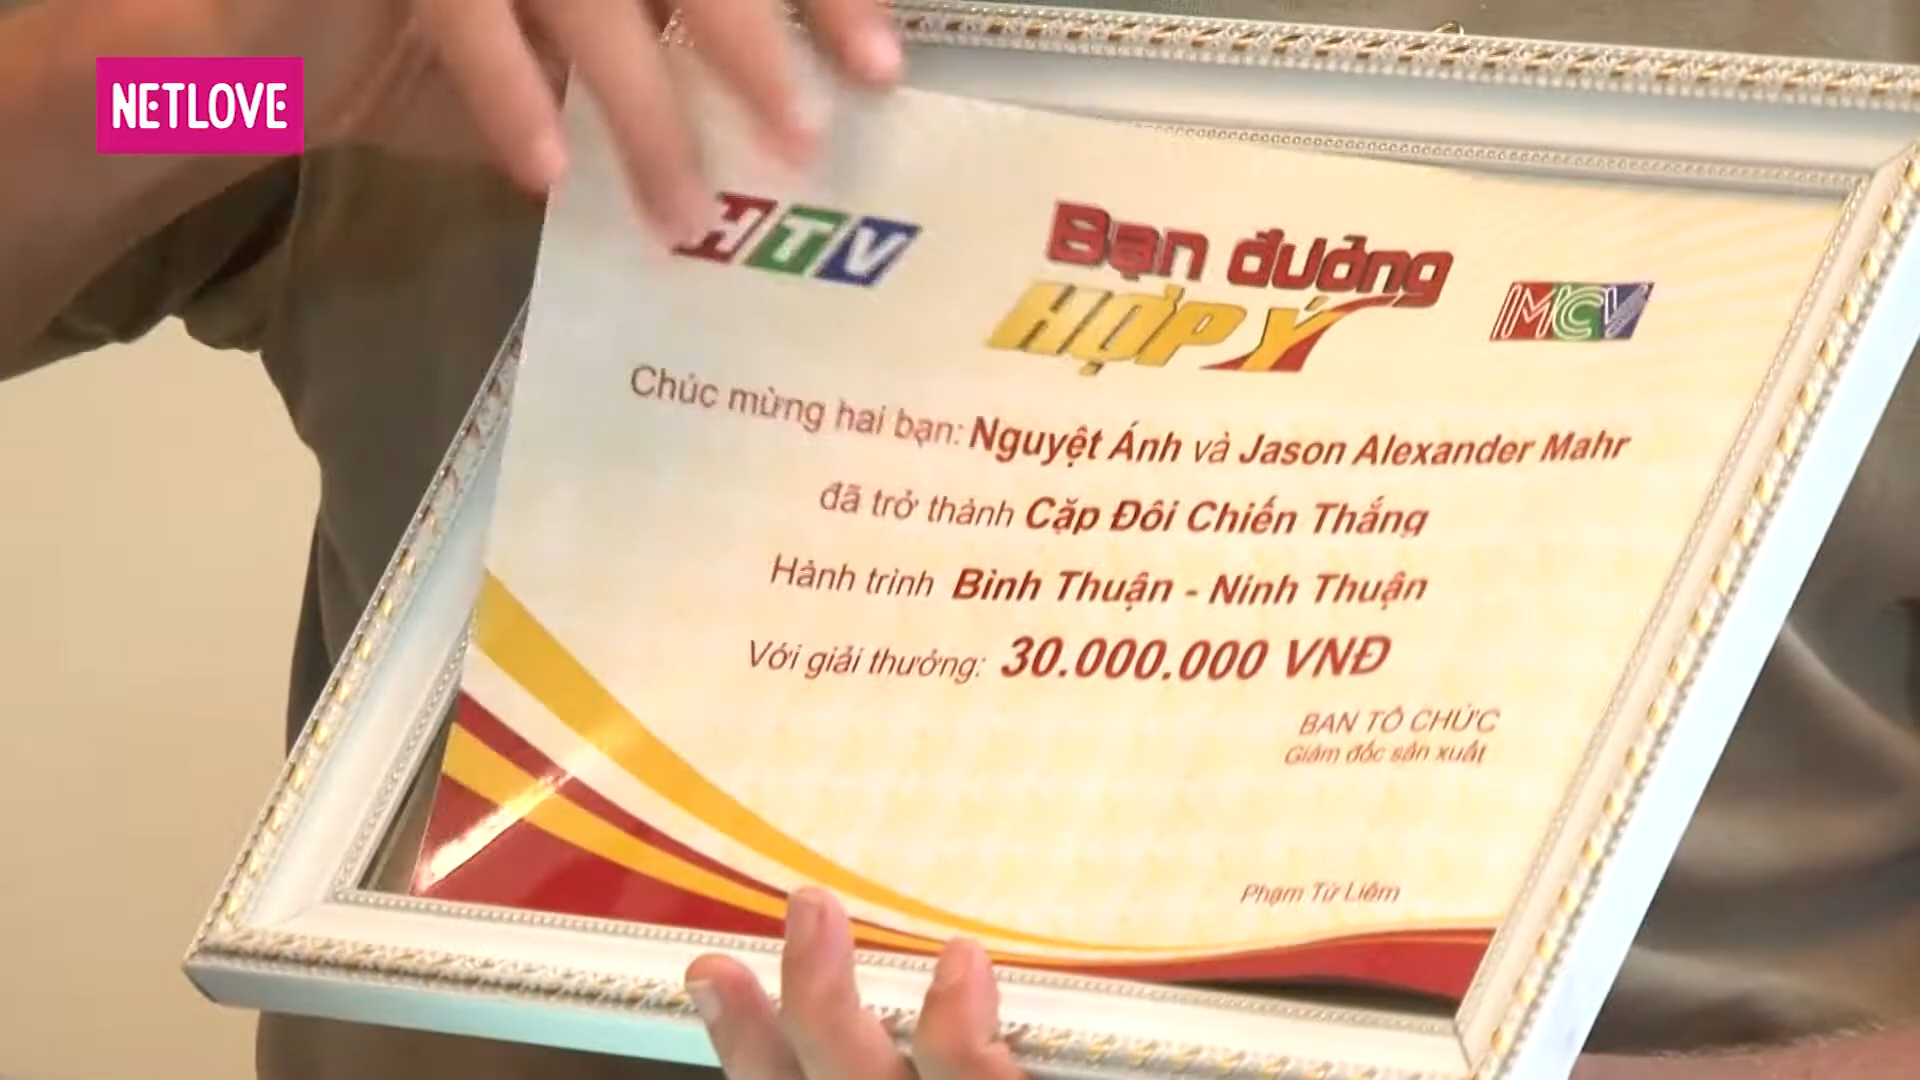 NETLOVE
HTV
Bạn đường
HỢP Ý
MCV
Chúc mừng hai bạn: Nguyệt Ánh và Jason Alexander Mahr
đã trở thành Cặp Đôi Chiến Thắng
Hành trình Bình Thuận - Ninh Thuận
Với giải thưởng: 30.000.000 VNĐ
BAN TỔ CHỨC
Giám đốc sản xuất
Phạm Từ Liêm